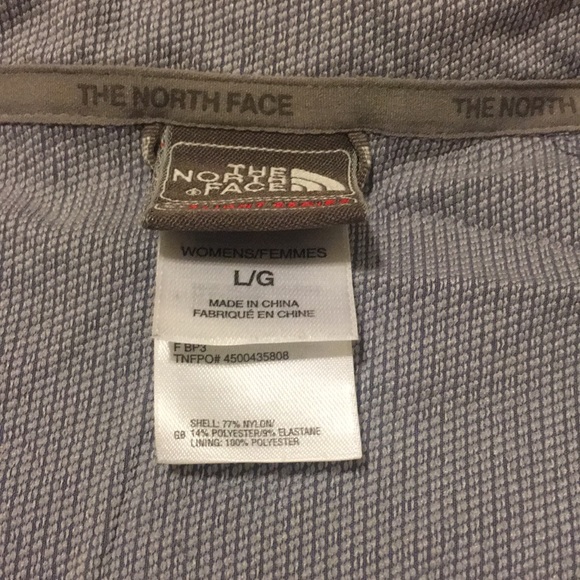 THE NORTH FACE
THE NORTH
THE
NORTH
FACE
WOMENS/FEMMES
L/G
MADE IN CHINA
FABRIQUÉ EN CHINE
F BP3
TNFPO# 4500435808
SHELL: 77% NYLON/
GB 14% POLYESTER/9% ELASTANE
LINING: 100% POLYESTER